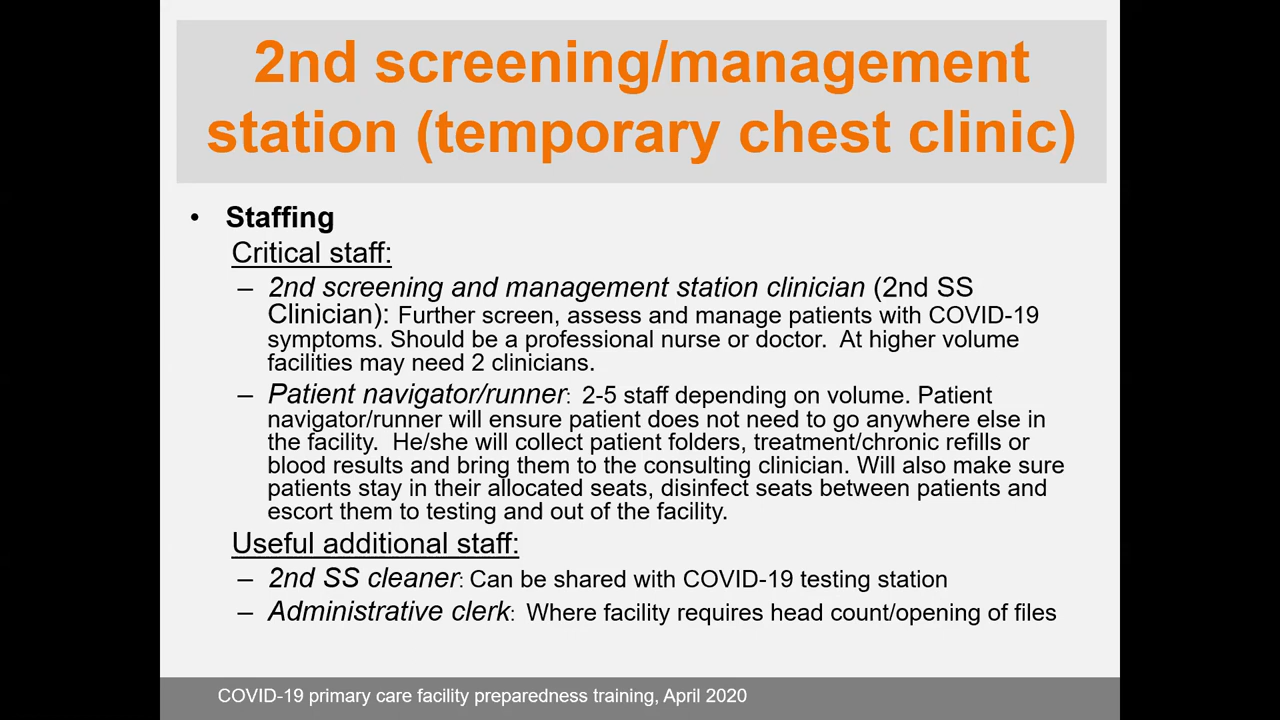 2nd screening/management
station (temporary chest clinic)
• Staffing
Critical staff:
– 2nd screening and management station clinician (2nd SS
Clinician): Further screen, assess and manage patients with COVID-19
symptoms. Should be a professional nurse or doctor. At higher volume
facilities may need 2 clinicians.
– Patient navigator/runner: 2-5 staff depending on volume. Patient
navigator/runner will ensure patient does not need to go anywhere else in
the facility. He/she will collect patient folders, treatment/chronic refills or
blood results and bring them to the consulting clinician. Will also make sure
patients stay in their allocated seats, disinfect seats between patients and
escort them to testing and out of the facility.
Useful additional staff:
– 2nd SS cleaner: Can be shared with COVID-19 testing station
– Administrative clerk: Where facility requires head count/opening of files
COVID-19 primary care facility preparedness training, April 2020